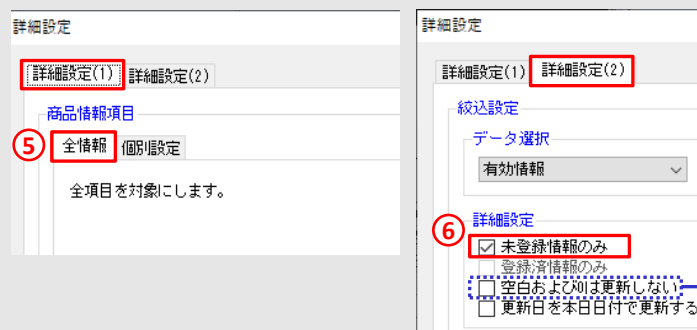 詳細設定
詳細設定(1) 詳細設定(2)
商品情報項目
⑤ 全情報 個別設定
全項目を対象にします。
詳細設定
詳細設定(1) 詳細設定(2)
絞込設定
データ選択
有効情報
詳細設定
⑥ 未登録情報のみ
登録済情報のみ
空白および0は更新しない
更新日を本日日付で更新する